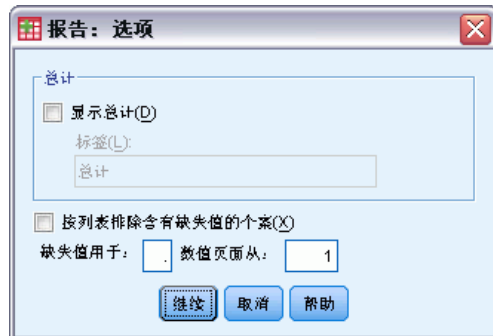 报告：选项
总计
显示总计(D)
标签(L):
总计
按列表排除含有缺失值的个案(X)
缺失值用于： . 数值页面从： 1
继续 取消 帮助